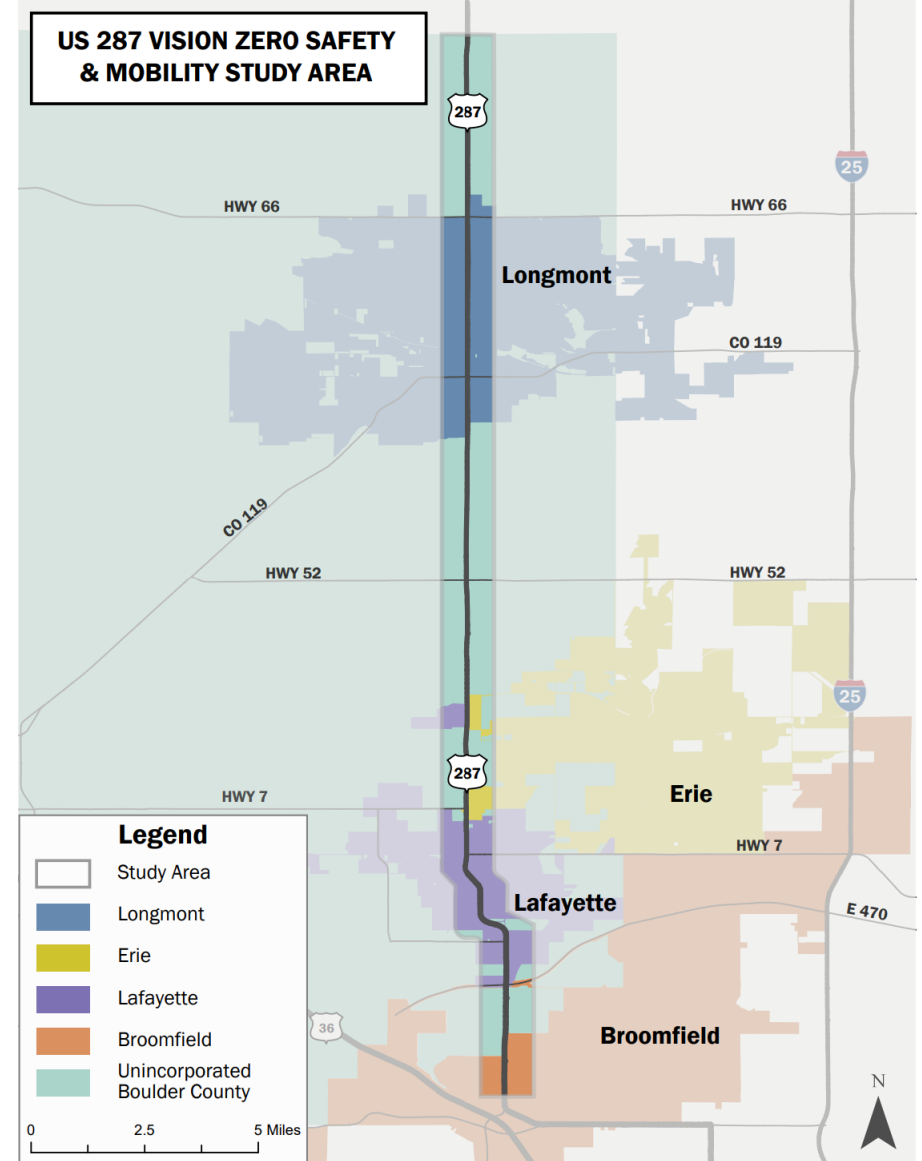 US 287 VISION ZERO SAFETY
& MOBILITY STUDY AREA
287
25
HWY 66
HWY 66
Longmont
CO 119
CO 119
HWY 52
HWY 52
25
287
Erie
HWY 7
HWY 7
Lafayette
E 470
36
Broomfield
Legend
Study Area
Longmont
Erie
Lafayette
Broomfield
Unincorporated
Boulder County
0 2.5 5 Miles
N